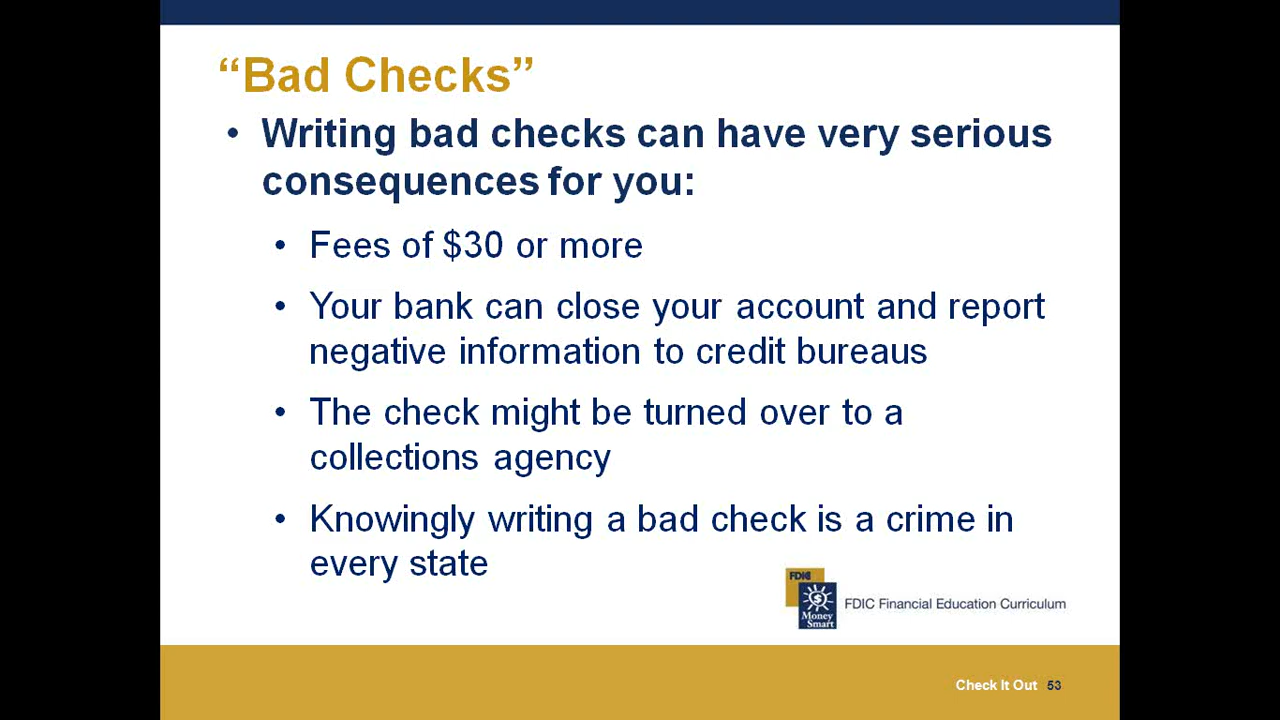 “Bad Checks”
• Writing bad checks can have very serious
consequences for you:
• Fees of $30 or more
• Your bank can close your account and report
negative information to credit bureaus
• The check might be turned over to a
collections agency
• Knowingly writing a bad check is a crime in
every state
FDIC
$
Money
Smart
FDIC Financial Education Curriculum
Check It Out 53